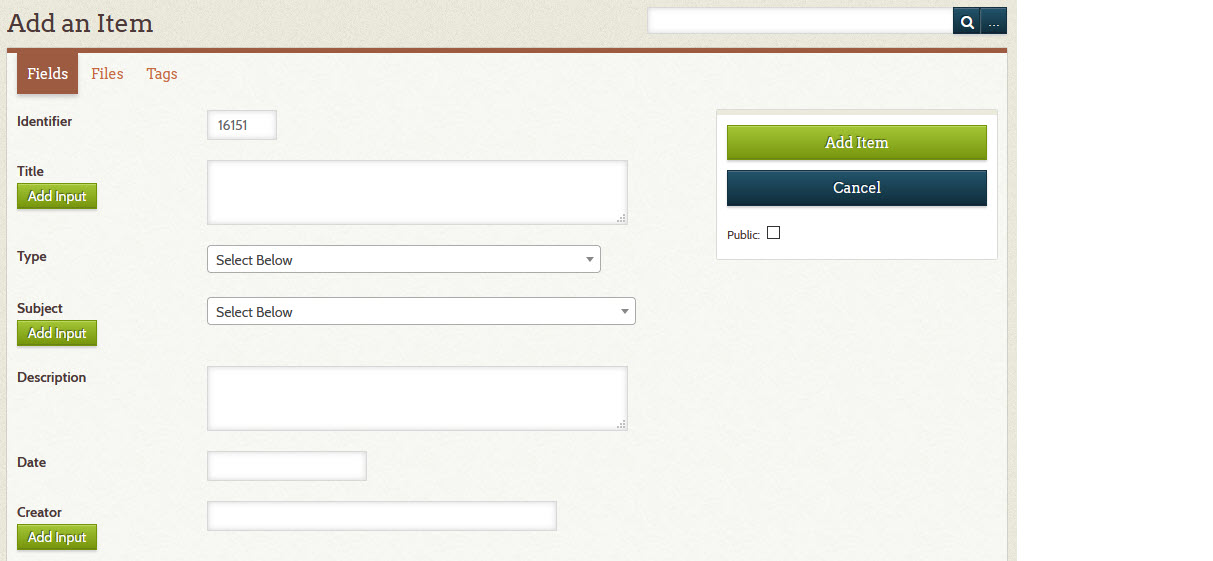 Add an Item
...
Fields Files Tags
Identifier 16151
Add Item
Title
Add Input
Cancel
Public:
Type Select Below
Subject Select Below
Add Input
Description
Date
Creator
Add Input